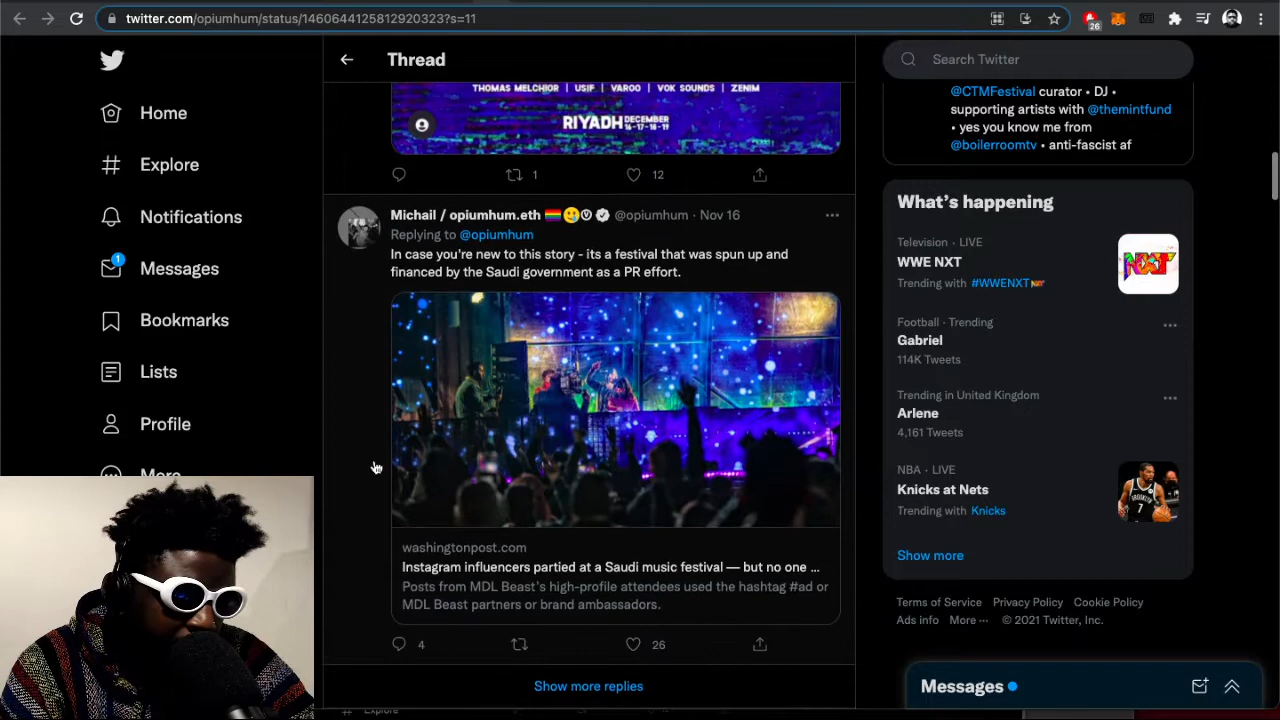 twitter.com/opiumhum/status/1460644125812920323?s=11
26
Home
Explore
Notifications
1
Messages
Bookmarks
Lists
Profile
More
Thread
THOMAS MELCHIOR | USIF | VAROO | VOK SOUNDS | ZENIM
RIYADH DECEMBER
16-17-18-19
1
12
Michail / opiumhum.eth @opiumhum · Nov 16
Replying to @opiumhum
In case you're new to this story - its a festival that was spun up and
financed by the Saudi government as a PR effort.
washingtonpost.com
Instagram influencers partied at a Saudi music festival — but no one ...
Posts from MDL Beast's high-profile attendees used the hashtag #ad or
MDL Beast partners or brand ambassadors.
4
26
Show more replies
Explore
Search Twitter
@CTMFestival curator • DJ •
supporting artists with @themintfund
• yes you know me from
@boilerroomtv • anti-fascist af
What's happening
Television · LIVE
WWE NXT
Trending with #WWENXT
NXT
Football · Trending
Gabriel
114K Tweets
Trending in United Kingdom
Arlene
4,161 Tweets
NBA · LIVE
Knicks at Nets
Trending with Knicks
Show more
Terms of Service Privacy Policy Cookie Policy
Ads info More ··· © 2021 Twitter, Inc.
Messages